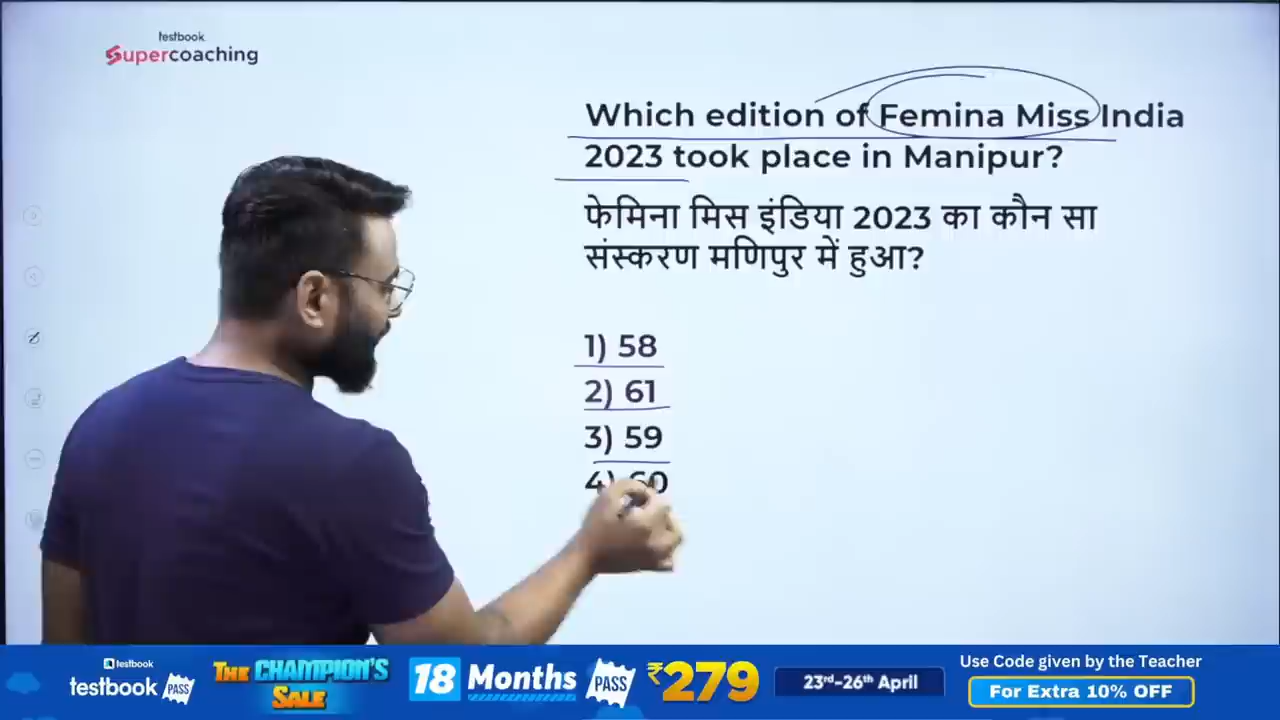 testbook
Supercoaching
Which edition of Femina Miss India
2023 took place in Manipur?
फेमिना मिस इंडिया 2023 का कौन सा
संस्करण मणिपुर में हुआ?
1) 58
2) 61
3) 59
4) 60
testbook
testbook PASS
THE CHAMPION'S
SALE
18 Months PASS ₹279
23rd-26th April
Use Code given by the Teacher
For Extra 10% OFF